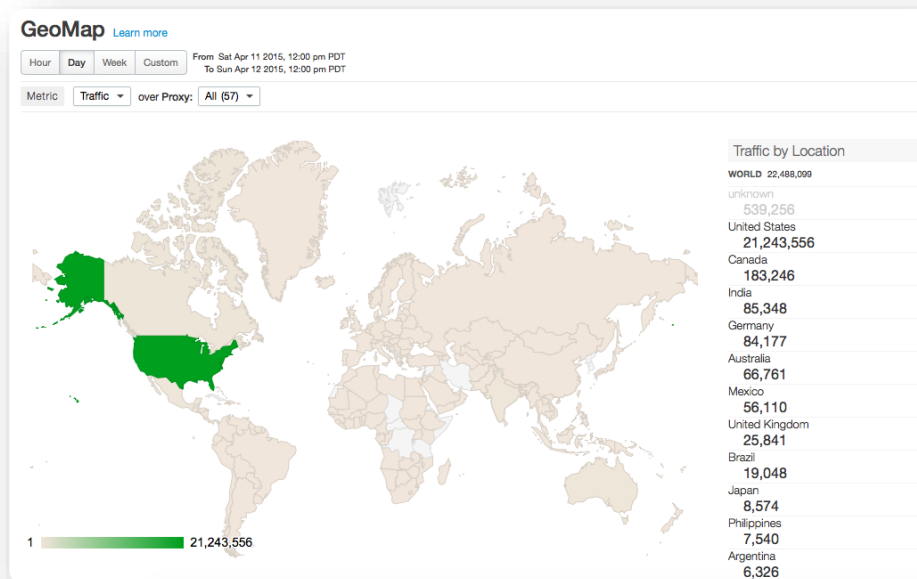 GeoMap Learn more
Hour Day Week Custom
From Sat Apr 11 2015, 12:00 pm PDT
To Sun Apr 12 2015, 12:00 pm PDT
Metric Traffic over Proxy: All (57)
Traffic by Location
WORLD 22,488,099
unknown
539,256
United States
21,243,556
Canada
183,246
India
85,348
Germany
84,177
Australia
66,761
Mexico
56,110
United Kingdom
25,841
Brazil
19,048
Japan
8,574
Philippines
7,540
Argentina
6,326
1 21,243,556